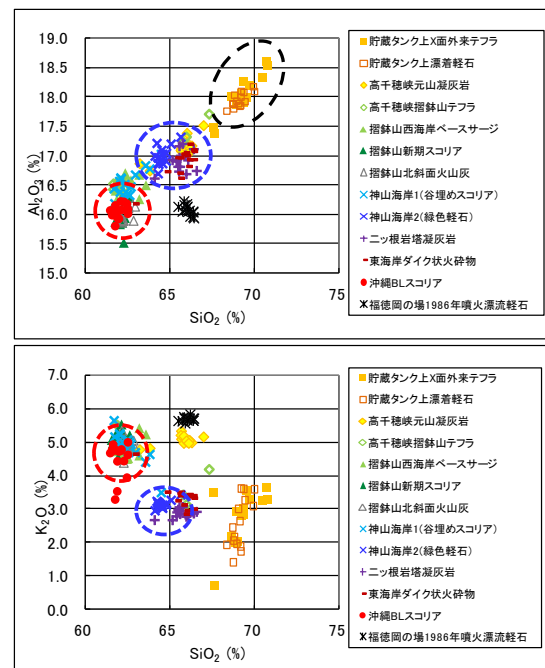 19.0
18.5
18.0
17.5
17.0
16.5
16.0
15.5
15.0
Al2O3 (%)
60
65
70
75
SiO2 (%)
貯蔵タンク上X面外来テフラ
貯蔵タンク上漂着軽石
高千穂峡元山凝灰岩
高千穂峡摺鉢山テフラ
摺鉢山西海岸ベースサージ
摺鉢山新期スコリア
摺鉢山北斜面火山灰
神山海岸1(谷埋めスコリア)
神山海岸2(緑色軽石)
二ッ根岩塔凝灰岩
東海岸ダイク状火砕物
沖縄BLスコリア
福徳岡の場1986年噴火漂流軽石
7.0
6.0
5.0
4.0
3.0
2.0
1.0
0.0
K2O (%)
60
65
70
75
SiO2 (%)
貯蔵タンク上X面外来テフラ
貯蔵タンク上漂着軽石
高千穂峡元山凝灰岩
高千穂峡摺鉢山テフラ
摺鉢山西海岸ベースサージ
摺鉢山新期スコリア
摺鉢山北斜面火山灰
神山海岸1(谷埋めスコリア)
神山海岸2(緑色軽石)
二ッ根岩塔凝灰岩
東海岸ダイク状火砕物
沖縄BLスコリア
福徳岡の場1986年噴火漂流軽石